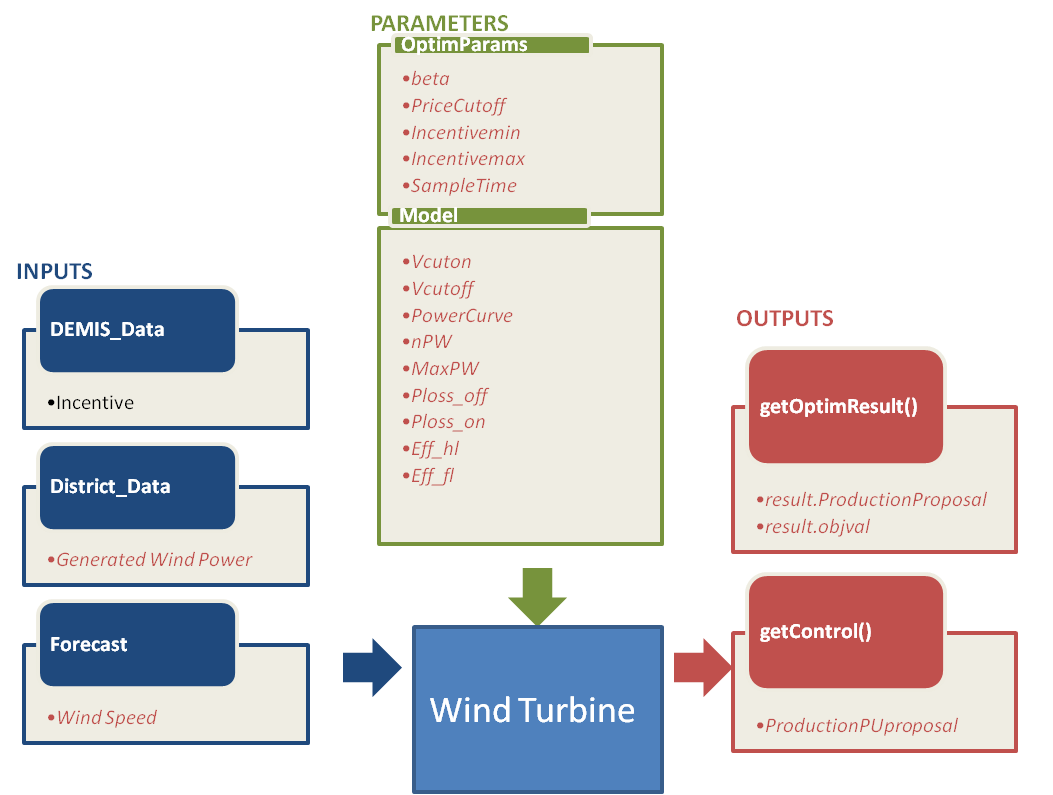 PARAMETERS
OptimParams
•beta
•PriceCutoff
•Incentivemin
•Incentivemax
•SampleTime
Model
•Vcuton
•Vcutoff
•PowerCurve
•nPW
•MaxPW
•Ploss_off
•Ploss_on
•Eff_hl
•Eff_fl
INPUTS
DEMIS_Data
•Incentive
District_Data
•Generated Wind Power
Forecast
•Wind Speed
Wind Turbine
OUTPUTS
getOptimResult()
•result.ProductionProposal
•result.objval
getControl()
•ProductionPUproposal